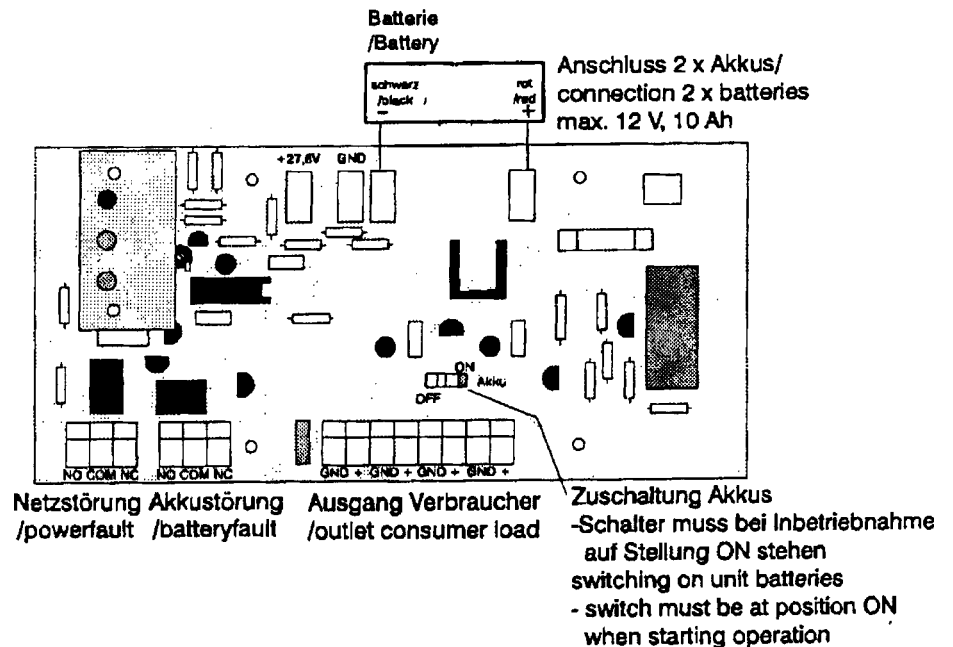 Batterie
/Battery
schwarz
/black
rot
/red
-
+
Anschluss 2 x Akkus/
connection 2 x batteries
max. 12 V, 10 Ah
+27,6V GND
ON
Akku
OFF
NO COM NC NO COM NC
GND + GND + GND + GND +
Netzstörung
/powerfault
Akkustörung
/batteryfault
Ausgang Verbraucher
/outlet consumer load
Zuschaltung Akkus
-Schalter muss bei Inbetriebnahme
auf Stellung ON stehen
switching on unit batteries
- switch must be at position ON
when starting operation